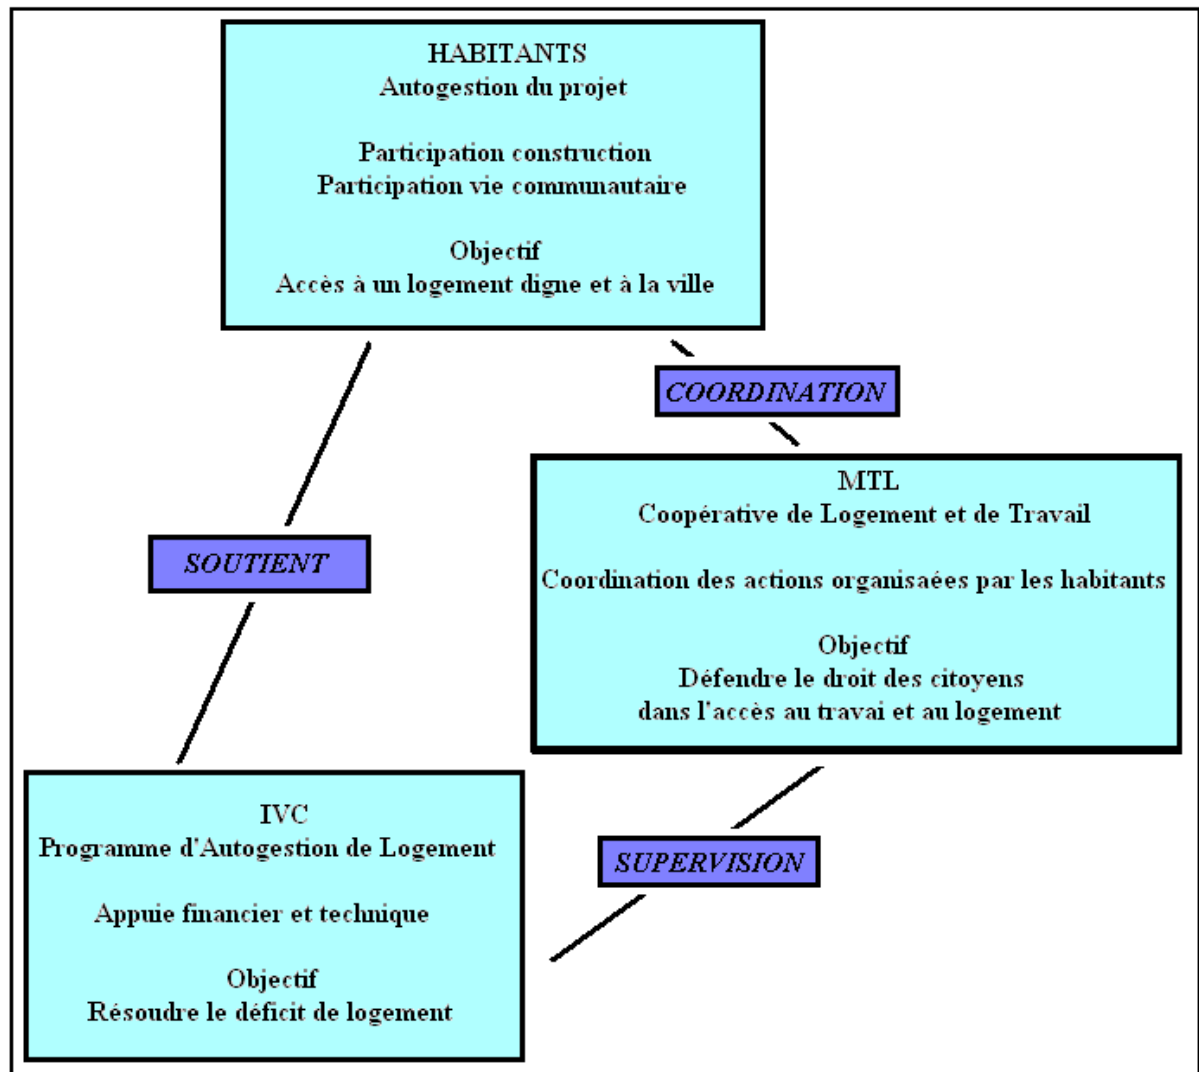 HABITANTS
Autogestion du projet
Participation construction
Participation vie communautaire
Objectif
Accès à un logement digne et à la ville
COORDINATION
MTL
Coopérative de Logement et de Travail
Coordination des actions organisaées par les habitants
Objectif
Défendre le droit des citoyens
dans l'accès au travai et au logement
SOUTIENT
IVC
Programme d'Autogestion de Logement
Appuie financier et technique
Objectif
Résoudre le déficit de logement
SUPERVISION